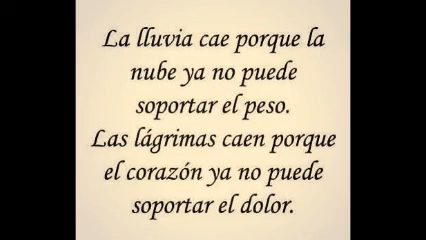 La lluvia cae porque la
nube ya no puede
soportar el peso.
Las lágrimas caen porque
el corazón ya no puede
soportar el dolor.